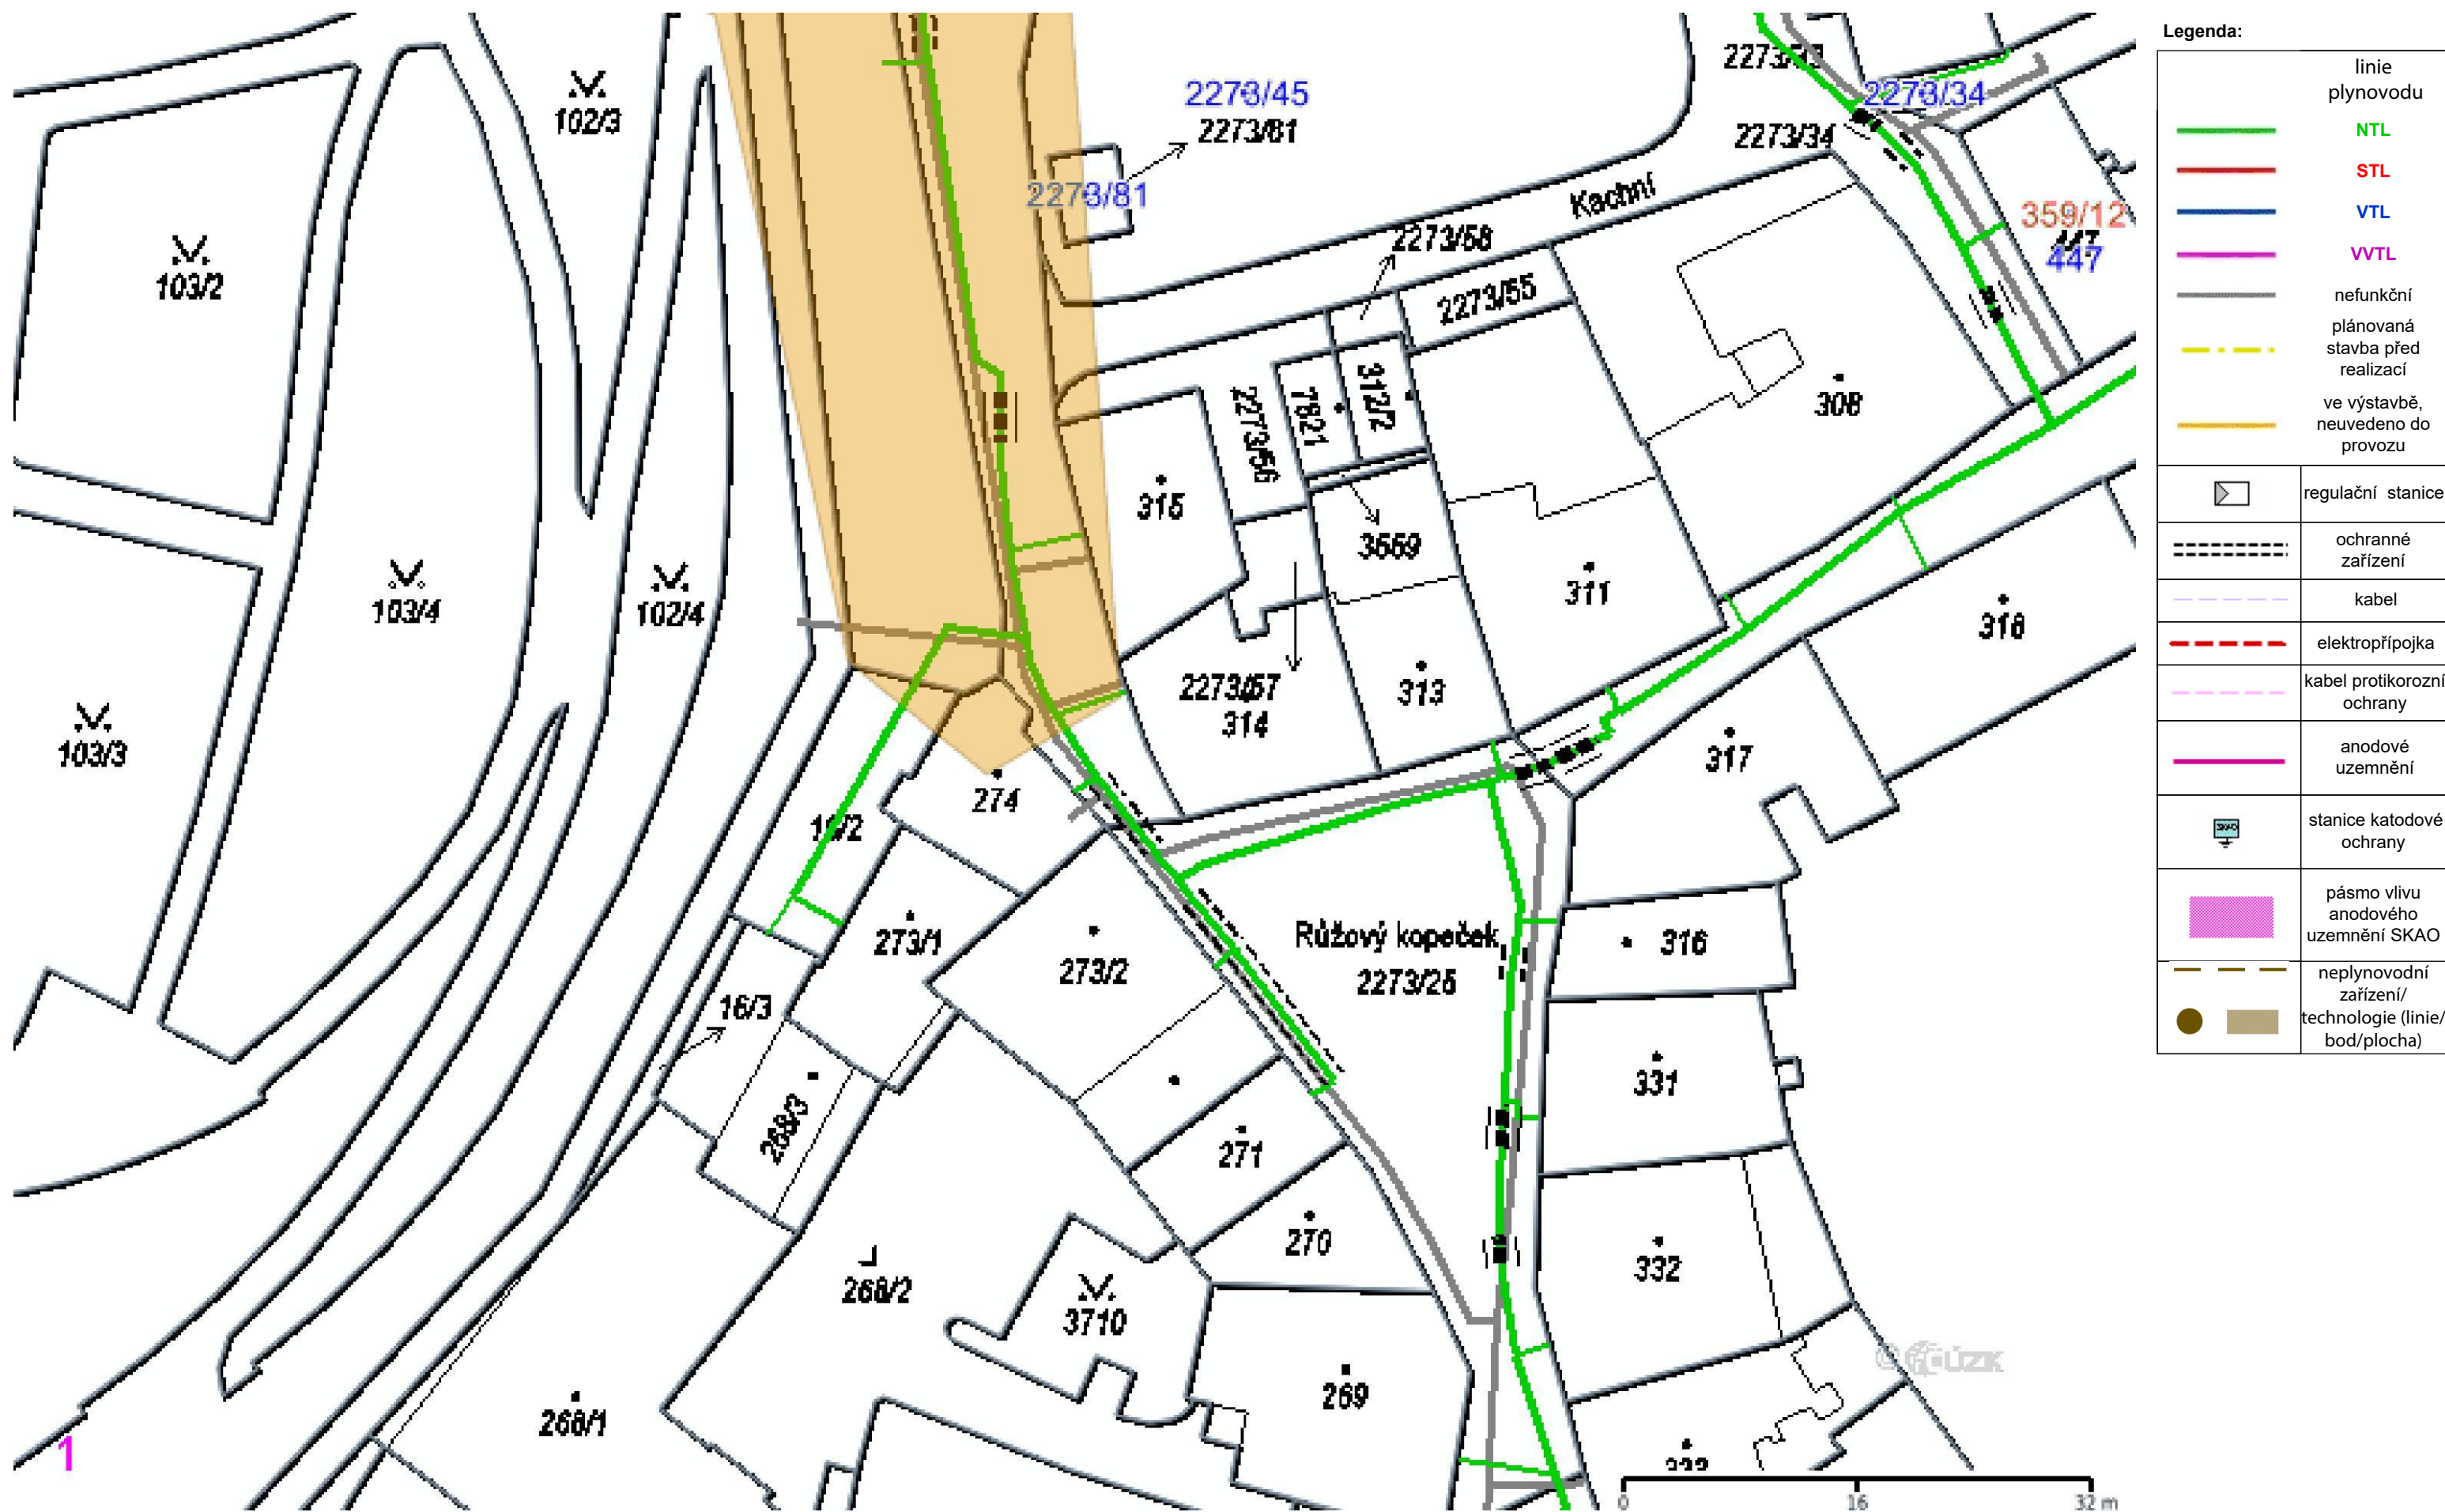 102/3
103/2
103/4
102/4
103/3
2273/45
2273/81
2273/81
2273/34
2273/34
359/12
447
447
Kachní
2273/58
2273/55
2273/56
7821
312/2
308
315
3559
311
318
2273/57
314
313
317
274
16/2
273/1
273/2
Růžový kopeček
2273/25
316
16/3
268/3
271
331
270
332
268/2
3710
269
268/1
1
0 16 32 m
Legenda:
linie
plynovodu
NTL
STL
VTL
VVTL
nefunkční
plánovaná
stavba před
realizací
ve výstavbě,
neuvedeno do
provozu
regulační stanice
ochranné
zařízení
kabel
elektropřípojka
kabel protikorozní
ochrany
anodové
uzemnění
SKAO
stanice katodové
ochrany
pásmo vlivu
anodového
uzemnění SKAO
neplynovodní
zařízení/
technologie (linie/
bod/plocha)